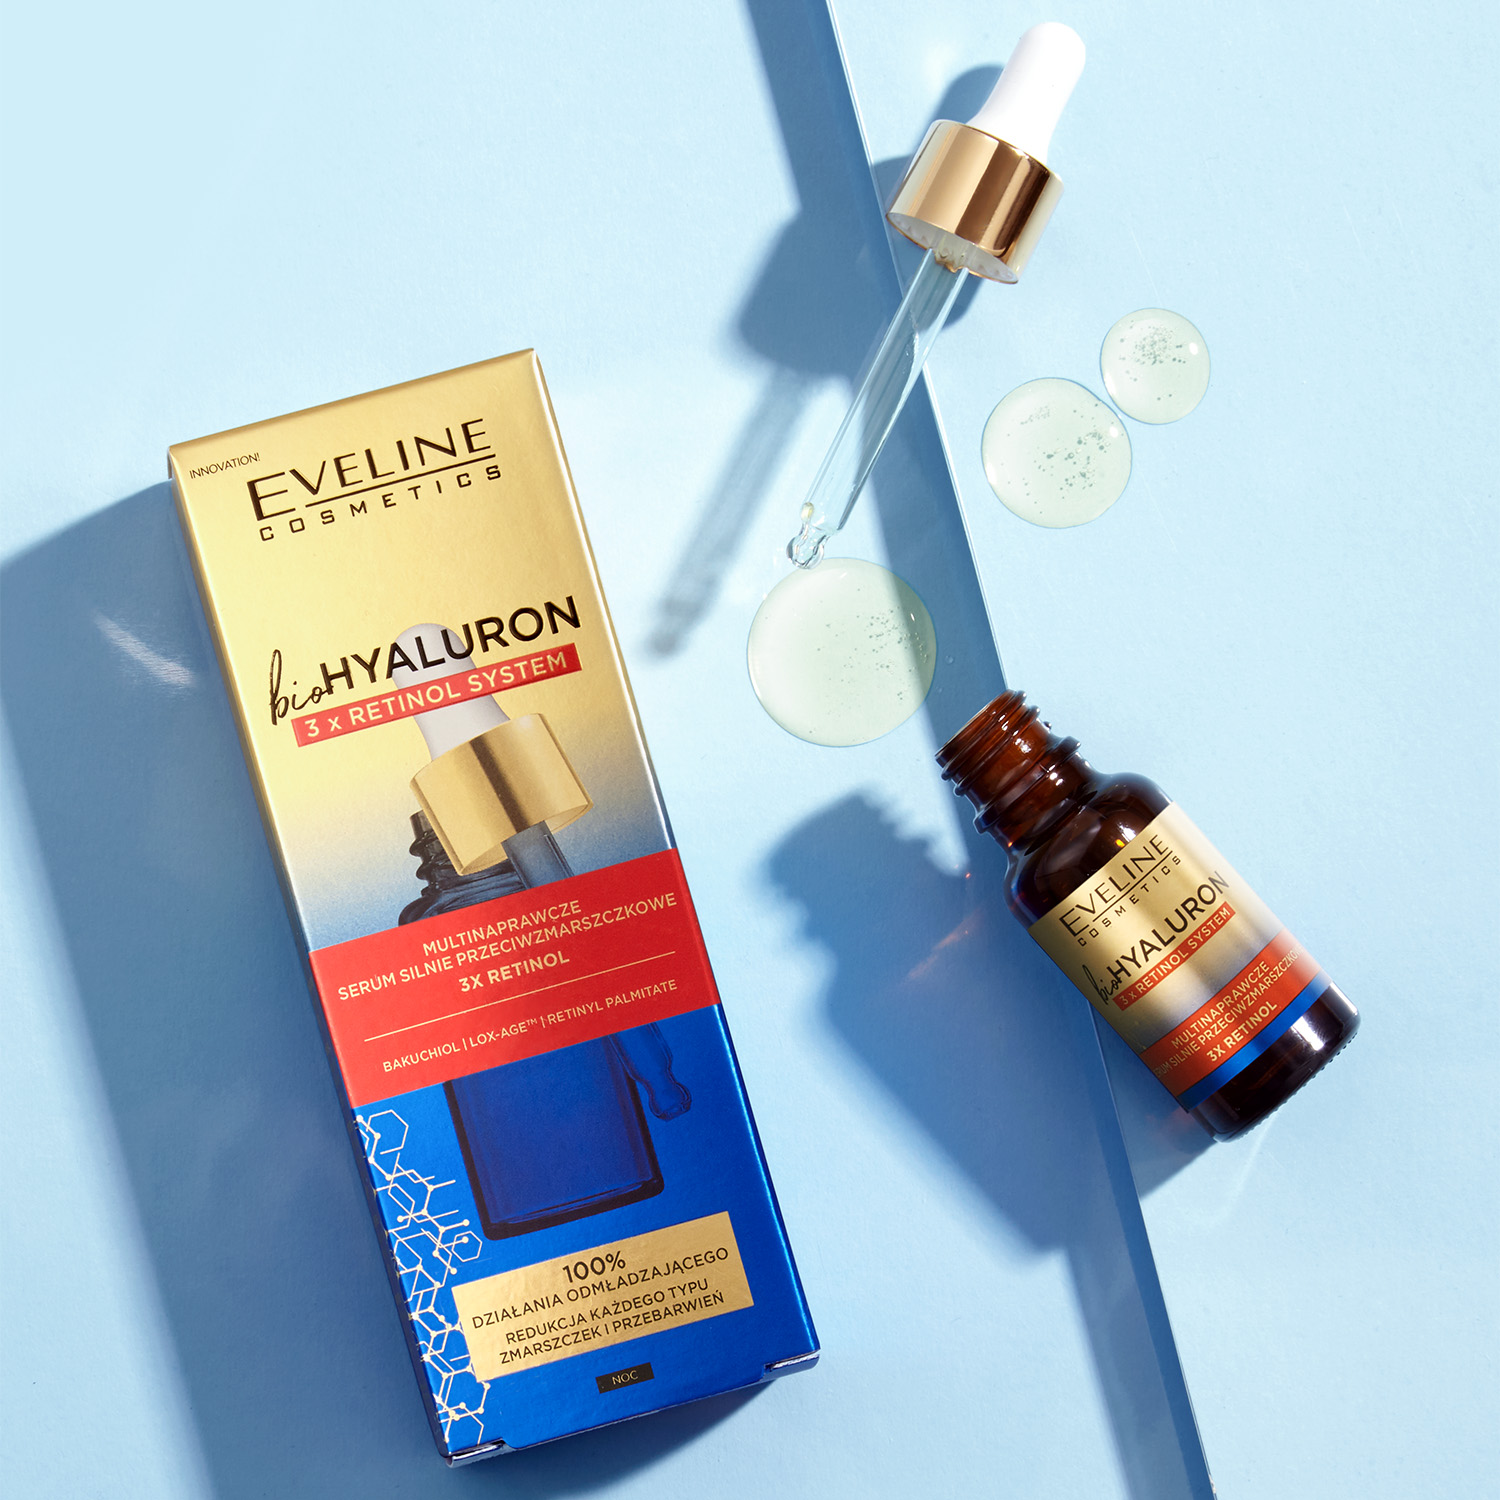 INNOVATION!
EVELINE
COSMETICS
bioHYALURON
3 x RETINOL SYSTEM
MULTINAPRAWCZE
SERUM SILNIE PRZECIWZMARSZCZKOWE
3X RETINOL
BAKUCHIOL | LOX-AGE™ | RETINYL PALMITATE
100%
DZIAŁANIA ODMŁADZAJĄCEGO
REDUKCJA KAŻDEGO TYPU
ZMARSZCZEK I PRZEBARWIEŃ
NOC
EVELINE
COSMETICS
bioHYALURON
3 x RETINOL SYSTEM
MULTINAPRAWCZE
SILNIE
3X RETINOL